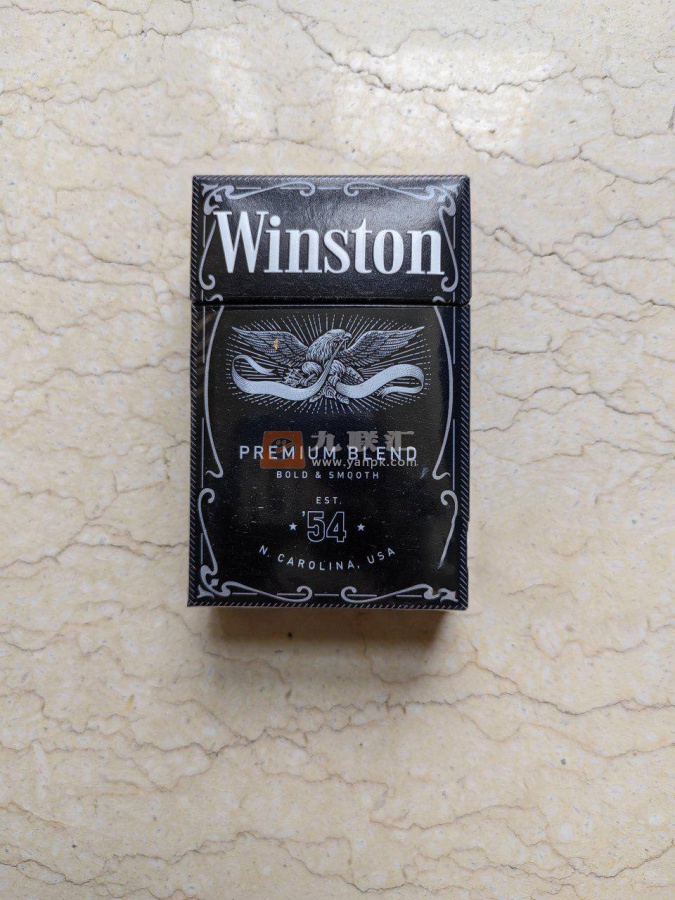 Winston
PREMIUM BLEND
九联汇
www.yanpk.com
BOLD & SMOOTH
EST.
'54
N. CAROLINA, USA